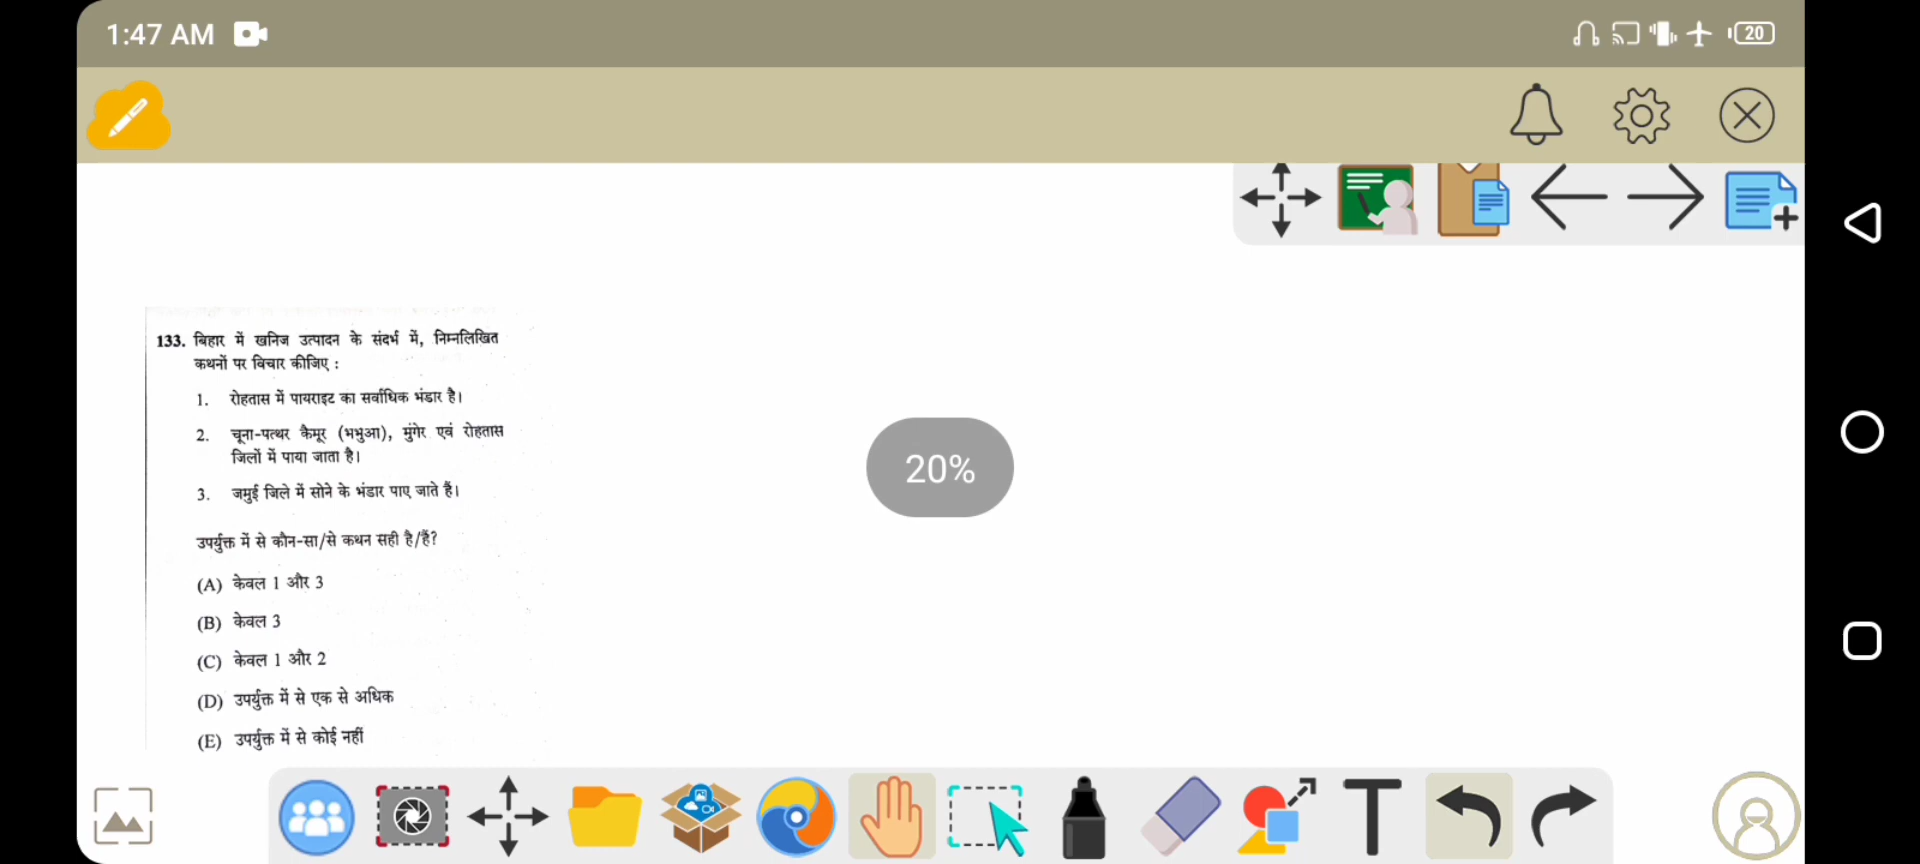 1:47 AM
20
133. बिहार में खनिज उत्पादन के संदर्भ में, निम्नलिखित
कथनों पर विचार कीजिए :
1. रोहतास में पायराइट का सर्वाधिक भंडार है।
2. चूना-पत्थर कैमूर (भभुआ), मुंगेर एवं रोहतास
जिलों में पाया जाता है।
3. जमुई जिले में सोने के भंडार पाए जाते हैं।
उपर्युक्त में से कौन-सा/से कथन सही है/हैं?
(A) केवल 1 और 3
(B) केवल 3
(C) केवल 1 और 2
(D) उपर्युक्त में से एक से अधिक
(E) उपर्युक्त में से कोई नहीं
20%
T